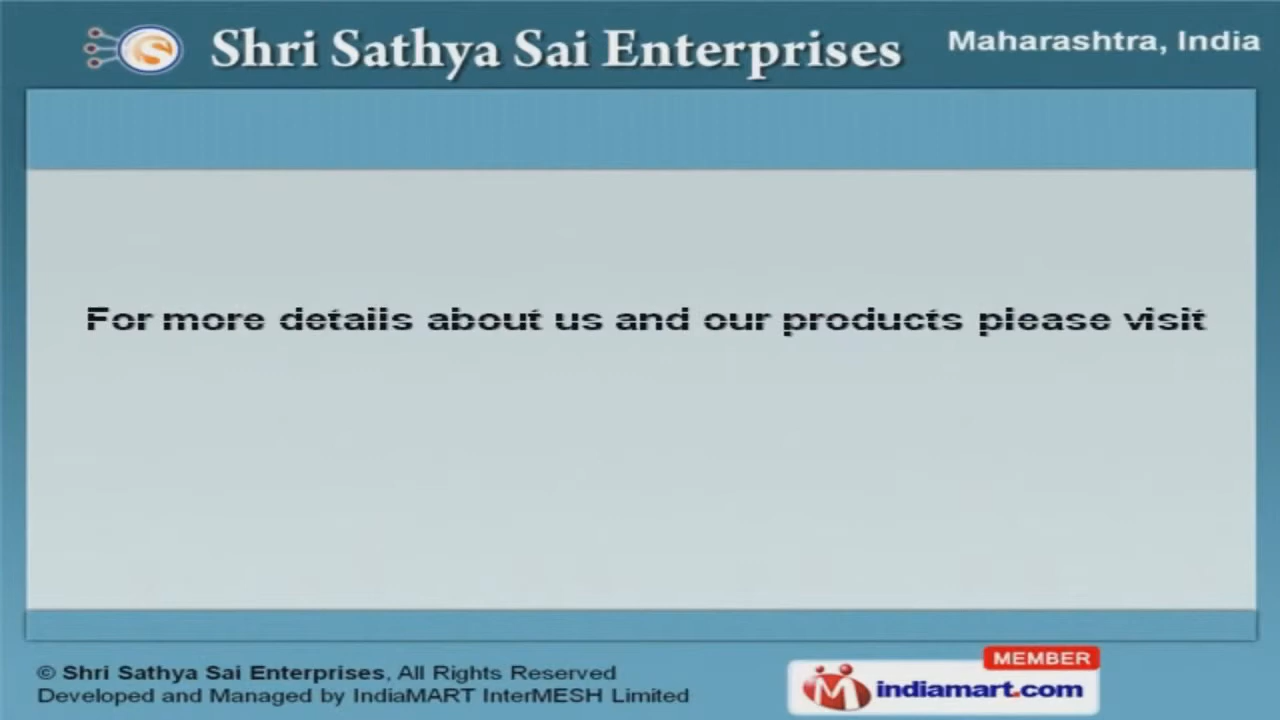 Shri Sathya Sai Enterprises
Maharashtra, India
For more details about us and our products please visit
© Shri Sathya Sai Enterprises, All Rights Reserved
Developed and Managed by IndiaMART InterMESH Limited
MEMBER
indiamart.com